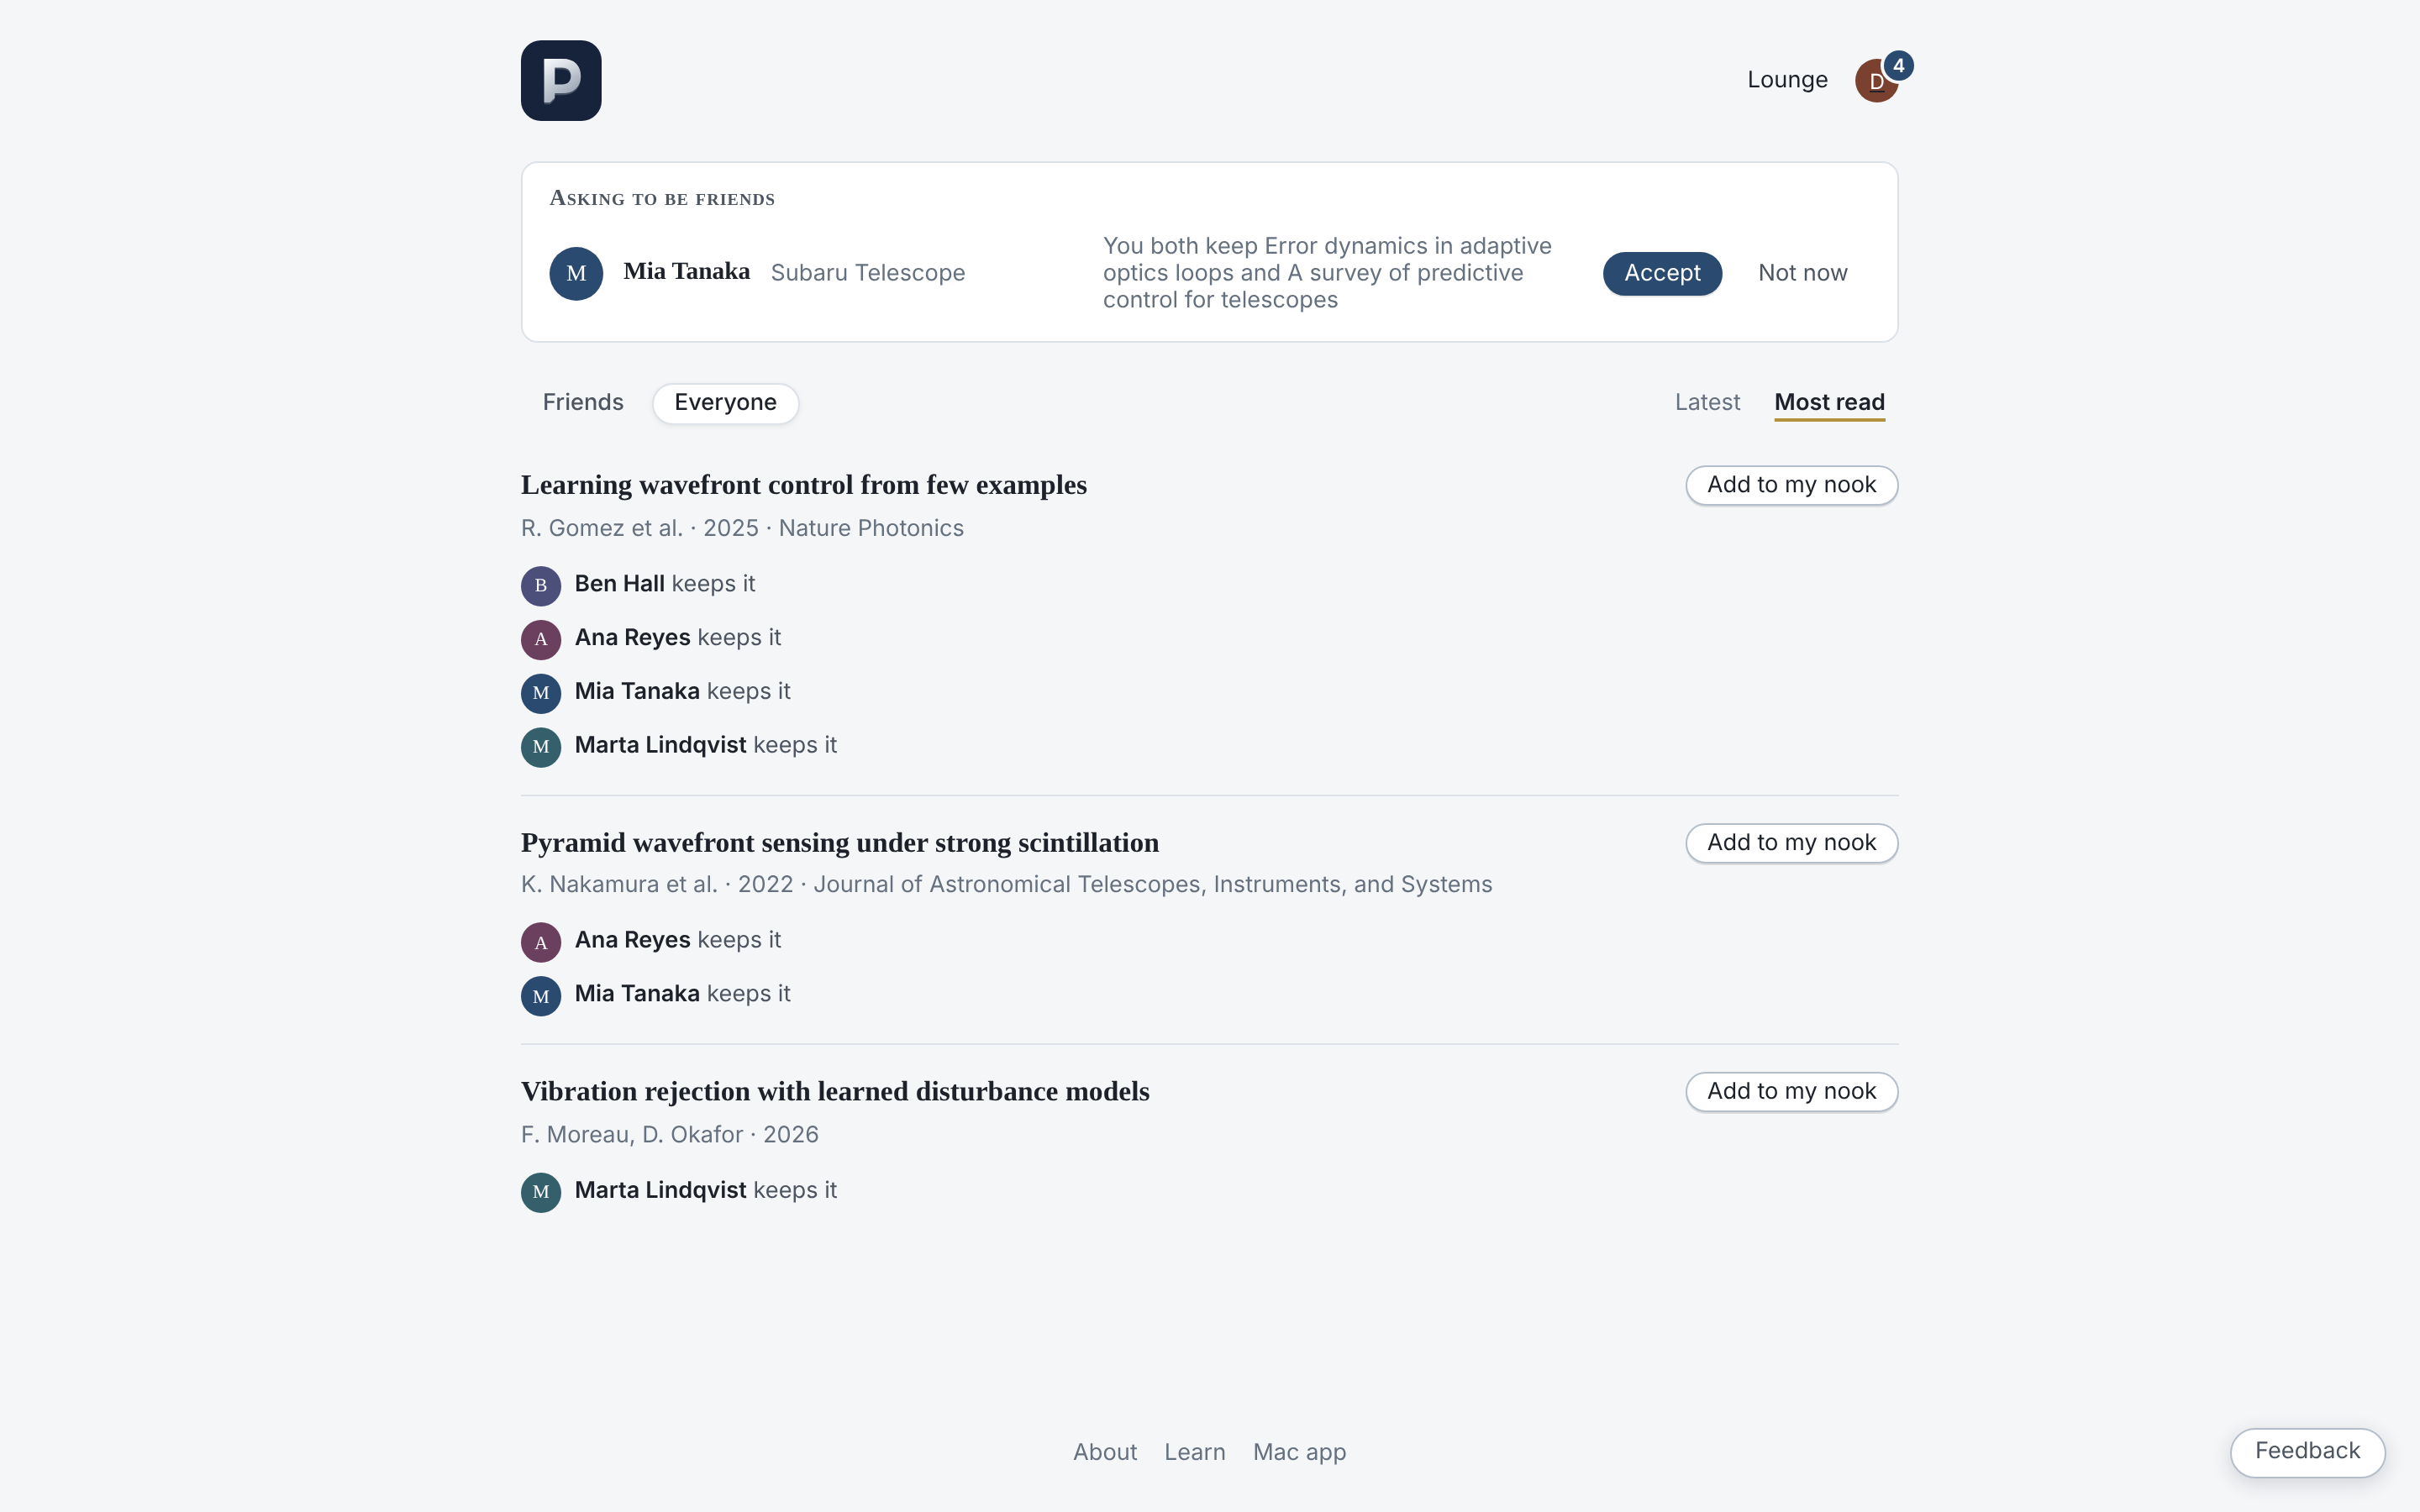 P
Lounge
D
4
Asking to be friends
M
Mia Tanaka
Subaru Telescope
You both keep Error dynamics in adaptive
optics loops and A survey of predictive
control for telescopes
Accept
Not now
Friends
Everyone
Latest
Most read
Learning wavefront control from few examples
Add to my nook
R. Gomez et al. · 2025 · Nature Photonics
B
Ben Hall keeps it
A
Ana Reyes keeps it
M
Mia Tanaka keeps it
M
Marta Lindqvist keeps it
Pyramid wavefront sensing under strong scintillation
Add to my nook
K. Nakamura et al. · 2022 · Journal of Astronomical Telescopes, Instruments, and Systems
A
Ana Reyes keeps it
M
Mia Tanaka keeps it
Vibration rejection with learned disturbance models
Add to my nook
F. Moreau, D. Okafor · 2026
M
Marta Lindqvist keeps it
About
Learn
Mac app
Feedback